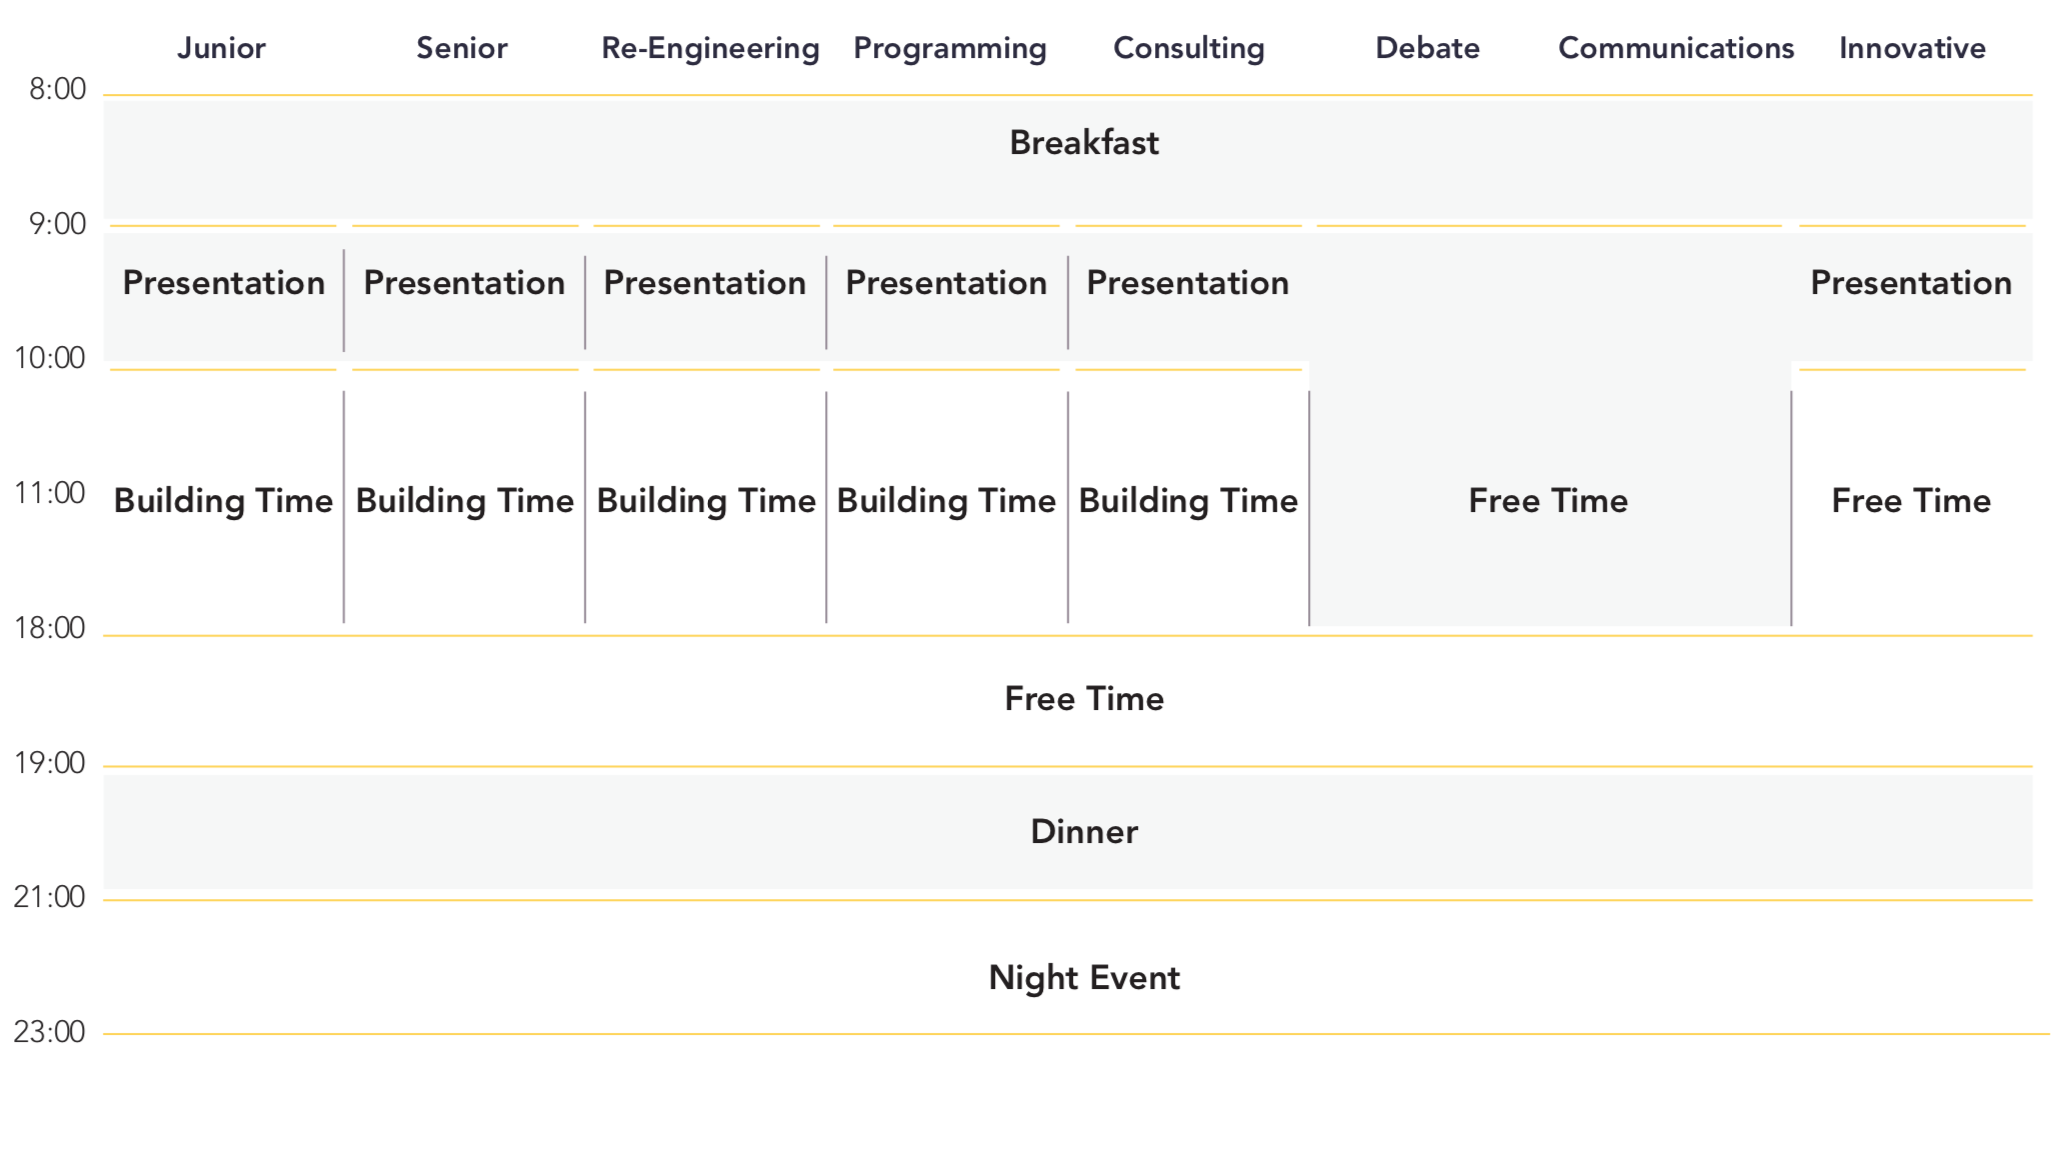 Junior Senior Re-Engineering Programming Consulting Debate Communications Innovative
8:00
Breakfast
9:00
Presentation Presentation Presentation Presentation Presentation Presentation
10:00
11:00 Building Time Building Time Building Time Building Time Building Time Free Time Free Time
18:00
Free Time
19:00
Dinner
21:00
Night Event
23:00